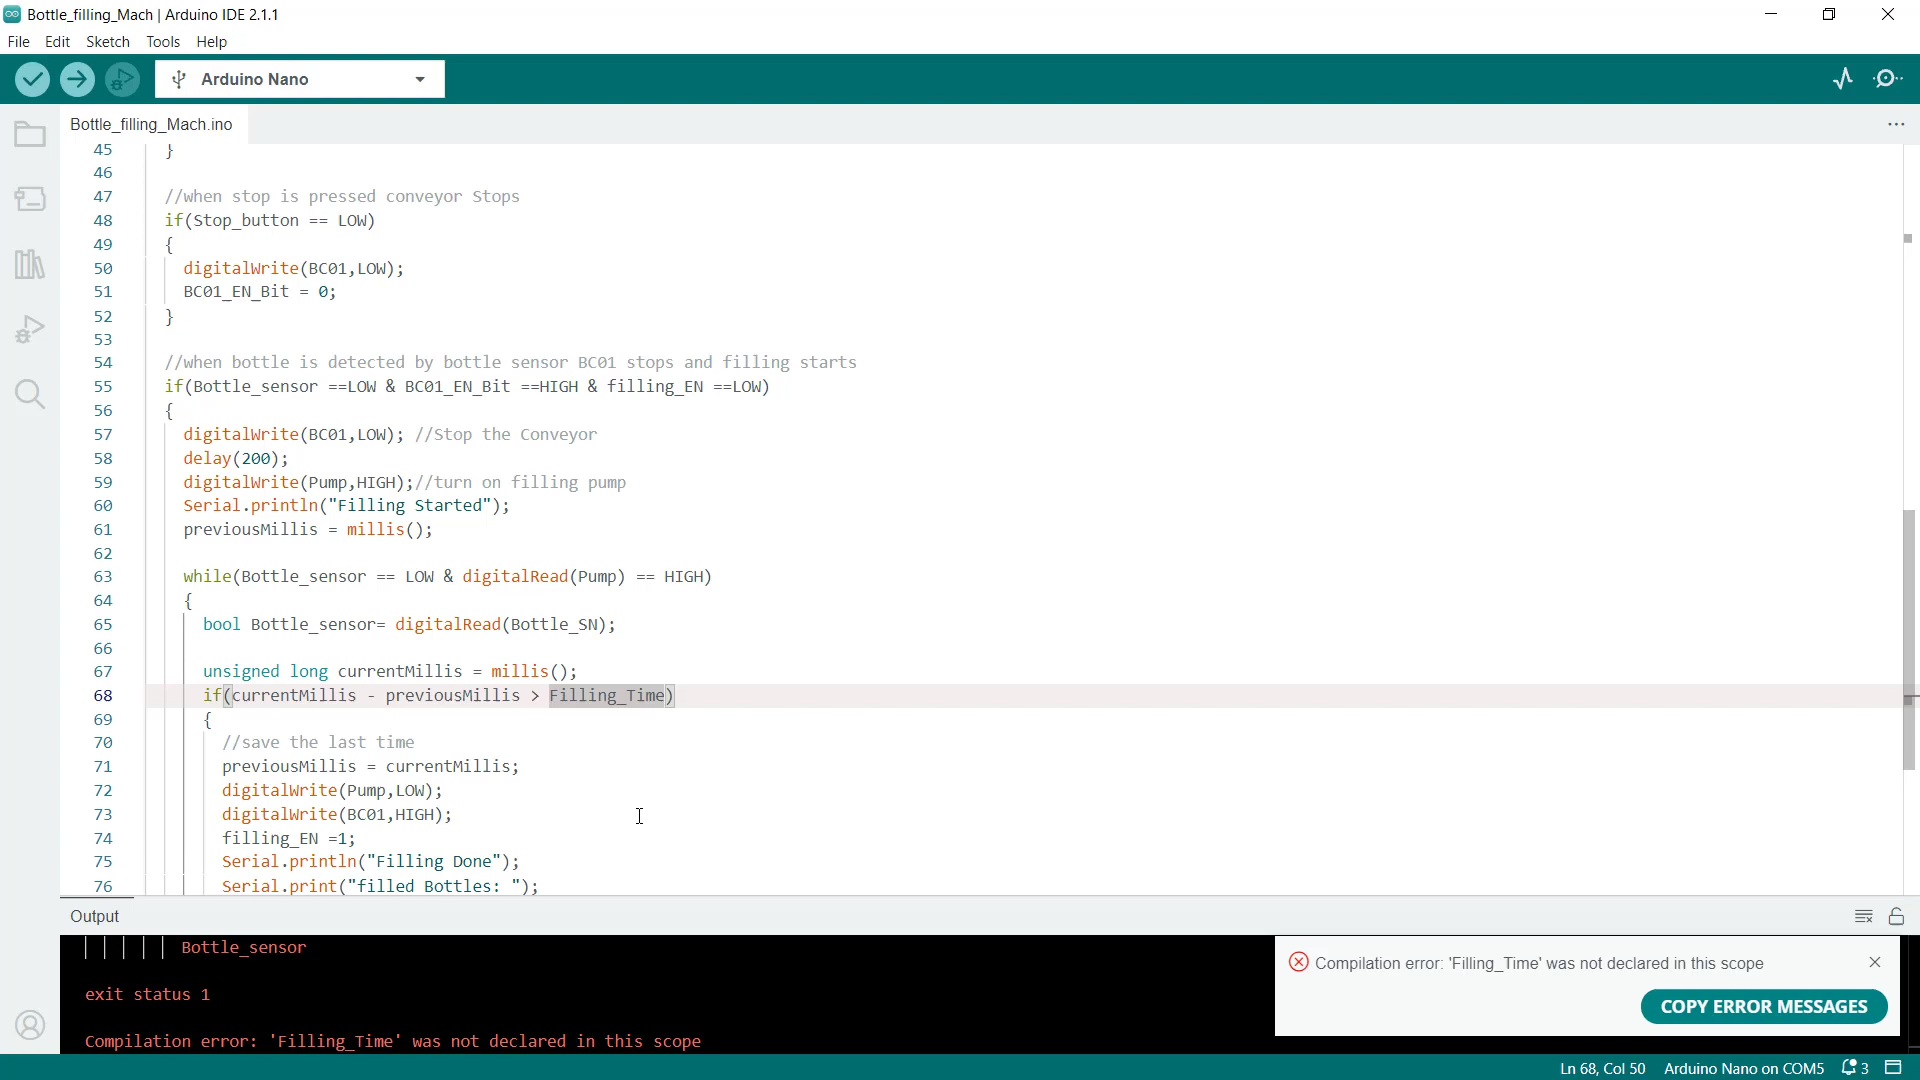 Bottle_filling_Mach | Arduino IDE 2.1.1
File Edit Sketch Tools Help
Arduino Nano
Bottle_filling_Mach.ino
45 }
46
47 //when stop is pressed conveyor Stops
48 if(Stop_button == LOW)
49 {
50 digitalWrite(BC01,LOW);
51 BC01_EN_Bit = 0;
52 }
53
54 //when bottle is detected by bottle sensor BC01 stops and filling starts
55 if(Bottle_sensor ==LOW & BC01_EN_Bit ==HIGH & filling_EN ==LOW)
56 {
57 digitalWrite(BC01,LOW); //Stop the Conveyor
58 delay(200);
59 digitalWrite(Pump,HIGH);//turn on filling pump
60 Serial.println("Filling Started");
61 previousMillis = millis();
62
63 while(Bottle_sensor == LOW & digitalRead(Pump) == HIGH)
64 {
65 bool Bottle_sensor= digitalRead(Bottle_SN);
66
67 unsigned long currentMillis = millis();
68 if(currentMillis - previousMillis > Filling_Time)
69 {
70 //save the last time
71 previousMillis = currentMillis;
72 digitalWrite(Pump,LOW);
73 digitalWrite(BC01,HIGH);
74 filling_EN =1;
75 Serial.println("Filling Done");
76 Serial.print("filled Bottles: ");
Output
| | | | | Bottle_sensor
exit status 1
Compilation error: 'Filling_Time' was not declared in this scope
Compilation error: 'Filling_Time' was not declared in this scope
COPY ERROR MESSAGES
Ln 68, Col 50 Arduino Nano on COM5 3